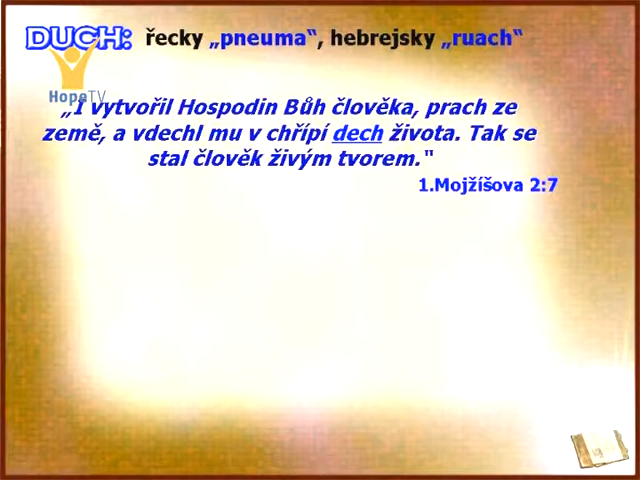 DUCH: řecky „pneuma“, hebrejsky „ruach“
HopeTV
„I vytvořil Hospodin Bůh člověka, prach ze
země, a vdechl mu v chřípí dech života. Tak se
stal člověk živým tvorem."
1.Mojžíšova 2:7